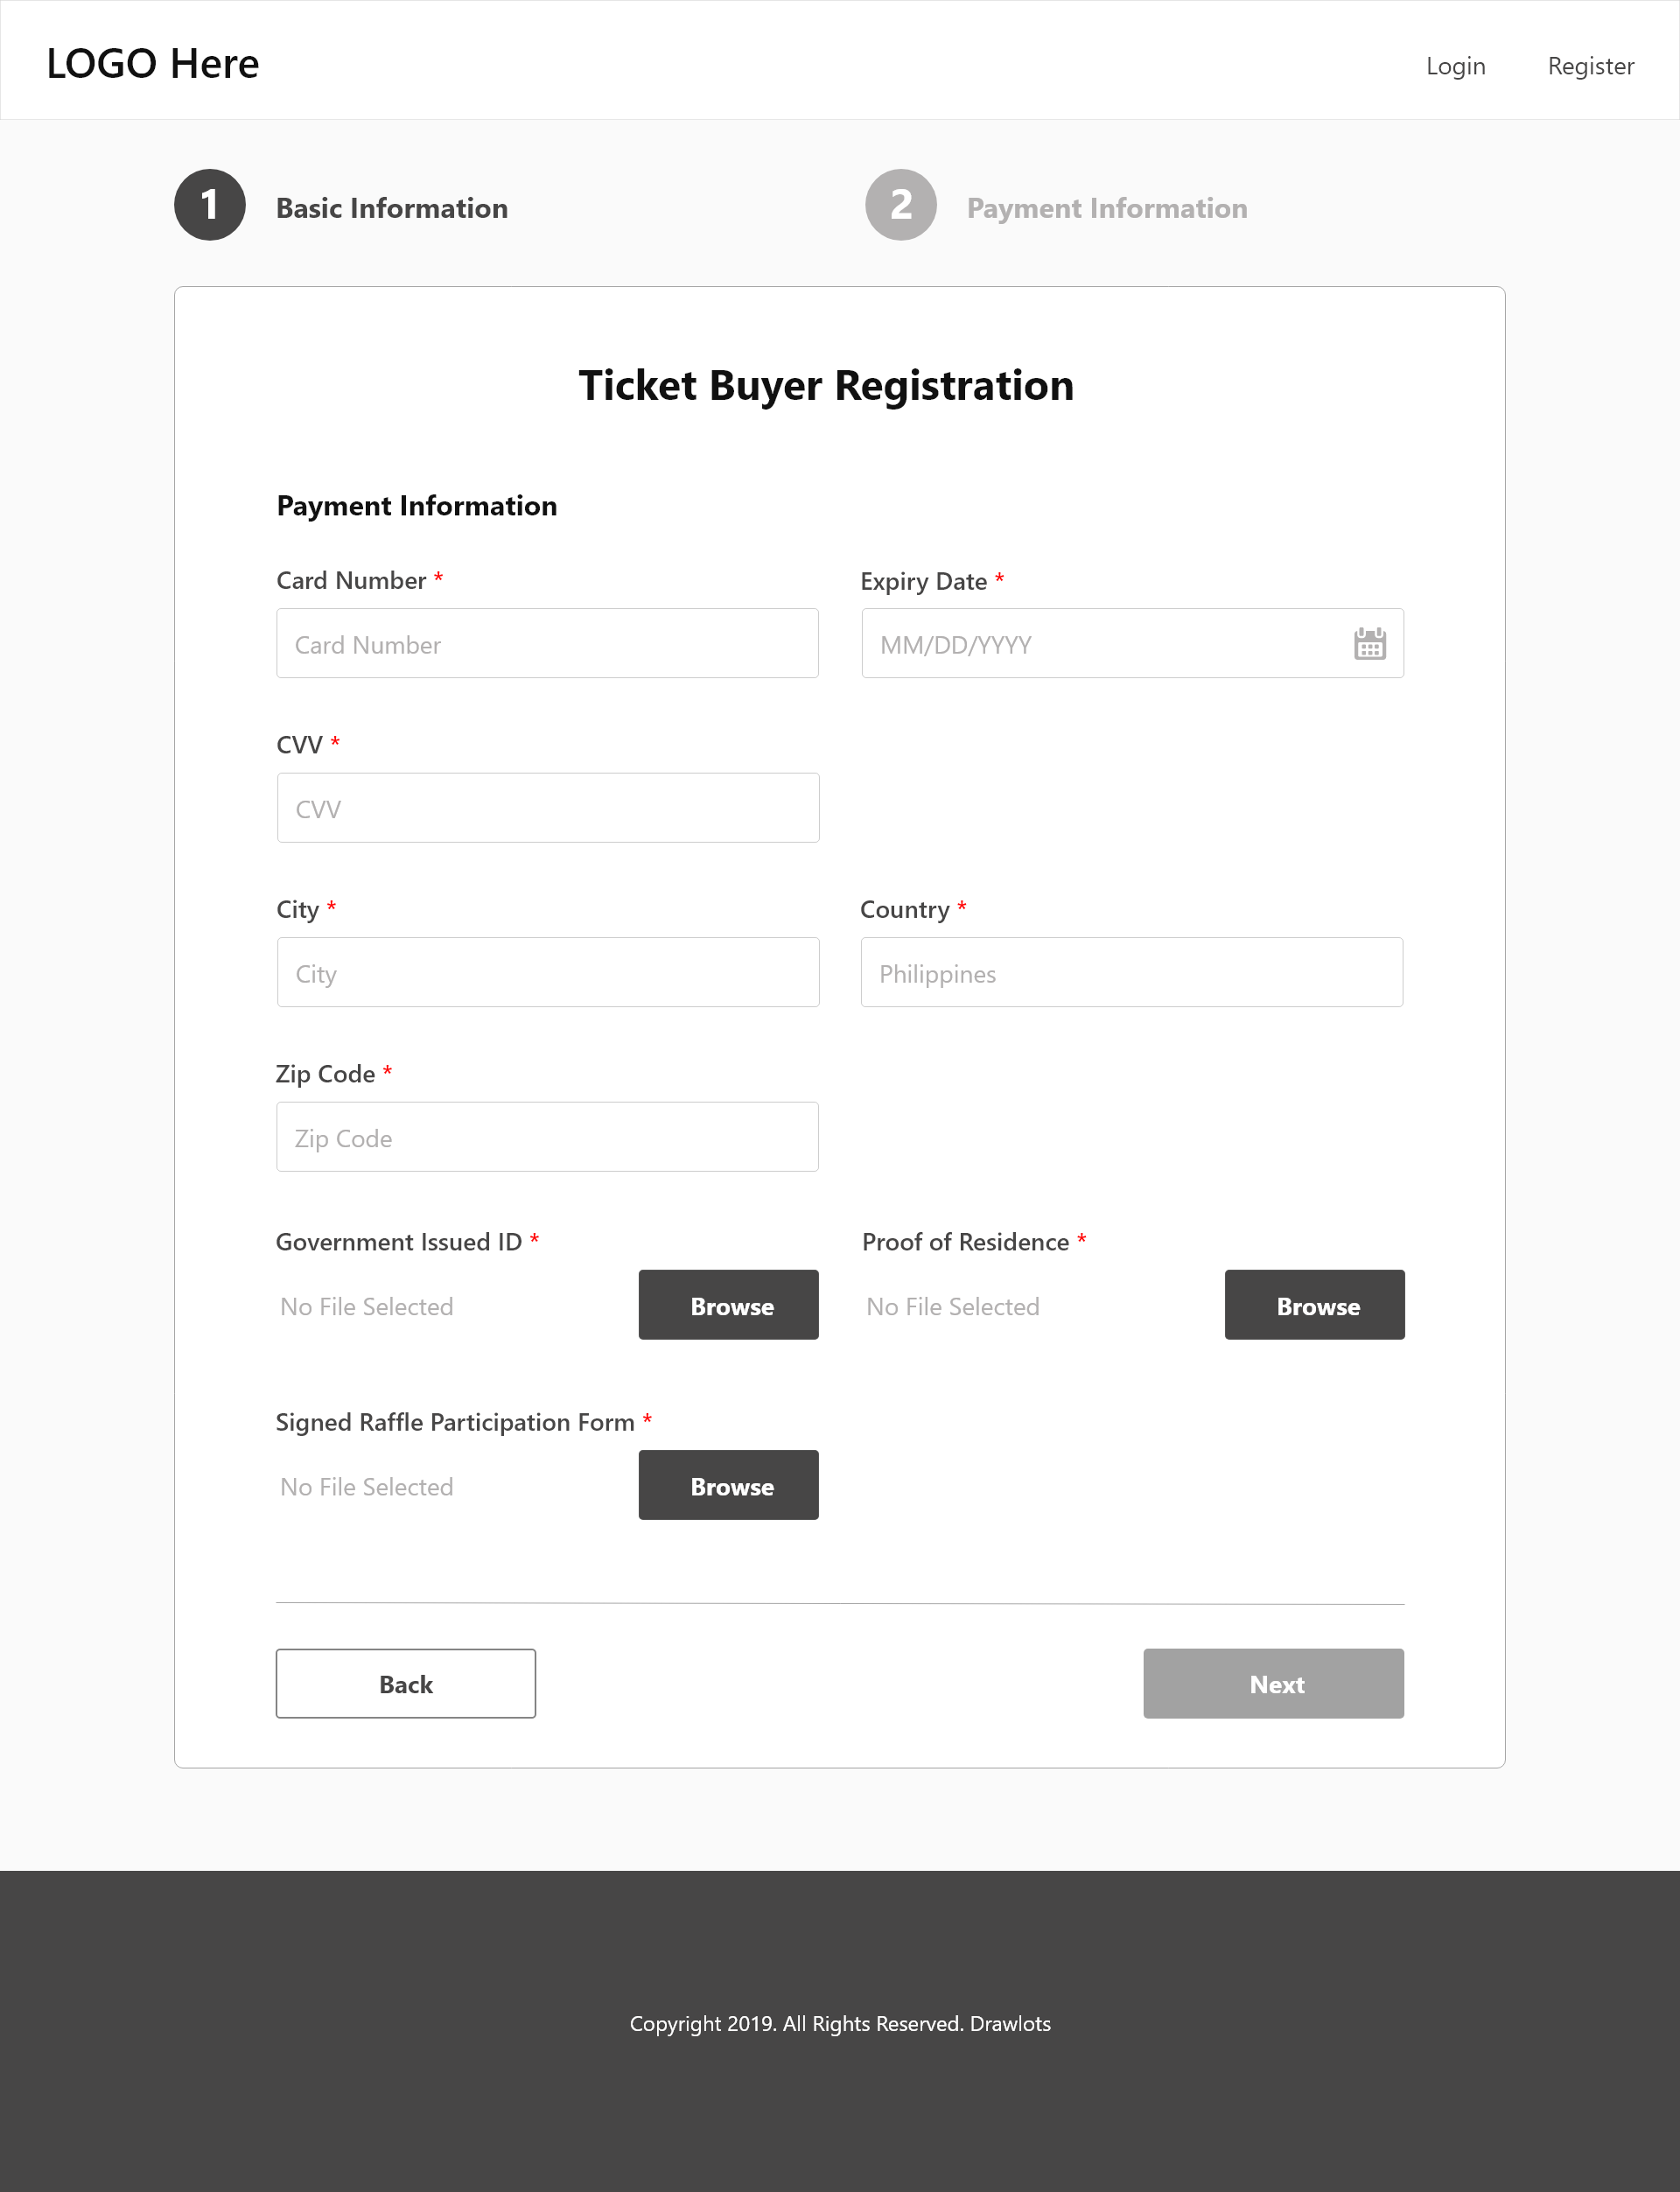 LOGO Here
Login
Register
1
Basic Information
2
Payment Information
Ticket Buyer Registration
Payment Information
Card Number *
Expiry Date *
Card Number
MM/DD/YYYY
CVV *
CVV
City *
Country *
City
Philippines
Zip Code *
Zip Code
Government Issued ID *
Proof of Residence *
No File Selected
Browse
No File Selected
Browse
Signed Raffle Participation Form *
No File Selected
Browse
Back
Next
Copyright 2019. All Rights Reserved. Drawlots